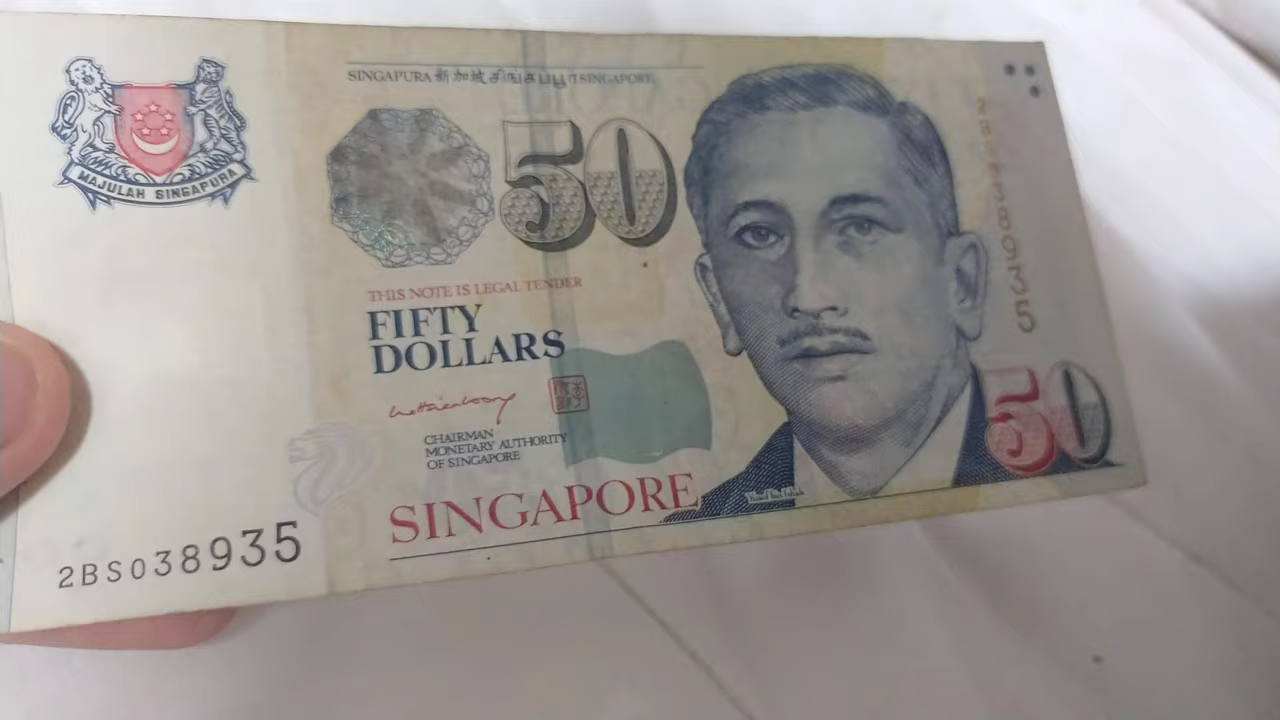 MAJULAH SINGAPURA
SINGAPURA 新加坡 சிங்கப்பூர் SINGAPORE
50
THIS NOTE IS LEGAL TENDER
FIFTY
DOLLARS
CHAIRMAN
MONETARY AUTHORITY
OF SINGAPORE
SINGAPORE
50
2BS038935